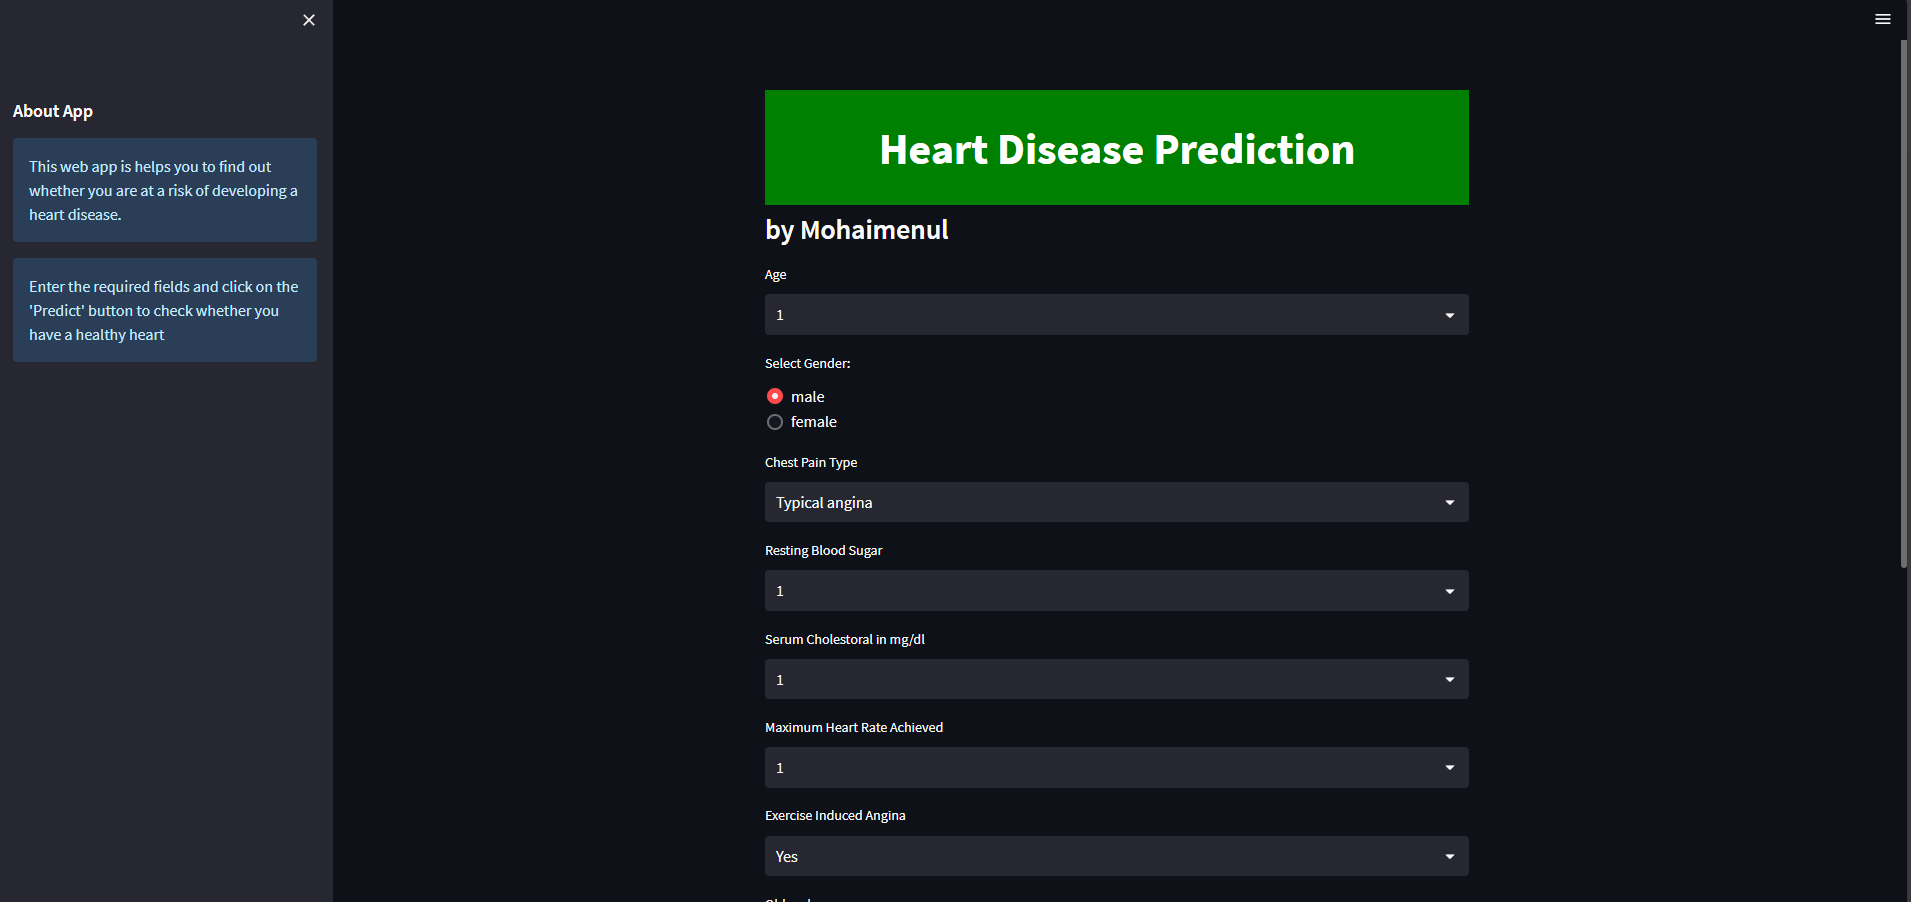 About App
This web app is helps you to find out
whether you are at a risk of developing a
heart disease.
Enter the required fields and click on the
'Predict' button to check whether you
have a healthy heart
Heart Disease Prediction
by Mohaimenul
Age
1
Select Gender:
male
female
Chest Pain Type
Typical angina
Resting Blood Sugar
1
Serum Cholestoral in mg/dl
1
Maximum Heart Rate Achieved
1
Exercise Induced Angina
Yes